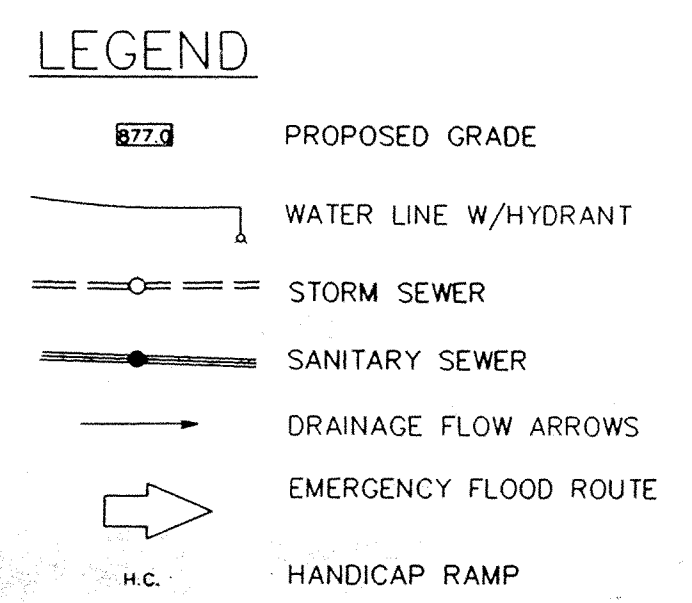 LEGEND
877.0 PROPOSED GRADE
WATER LINE W/HYDRANT
STORM SEWER
SANITARY SEWER
DRAINAGE FLOW ARROWS
EMERGENCY FLOOD ROUTE
H.C. HANDICAP RAMP